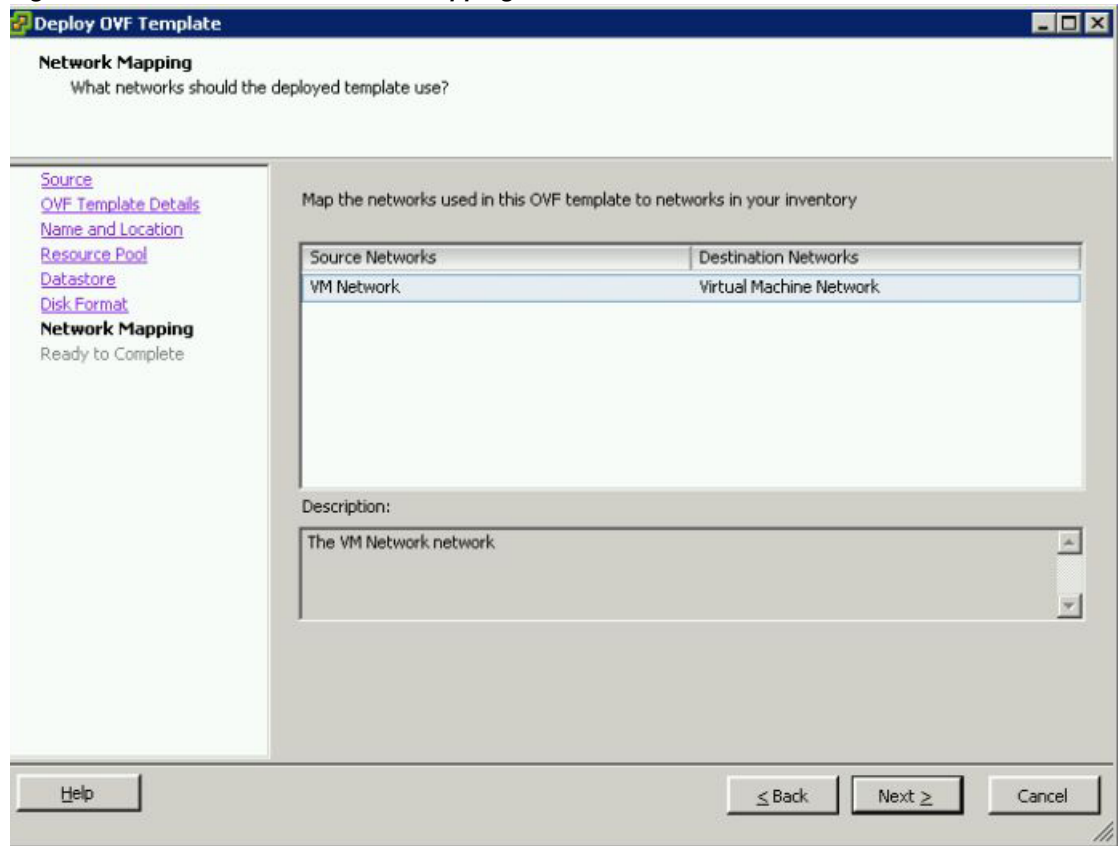 Deploy OVF Template
Network Mapping
What networks should the deployed template use?
Source
OVF Template Details
Name and Location
Resource Pool
Datastore
Disk Format
Network Mapping
Ready to Complete
Map the networks used in this OVF template to networks in your inventory
Source Networks Destination Networks
VM Network Virtual Machine Network
Description:
The VM Network network
Help
≤ Back
Next ≥
Cancel